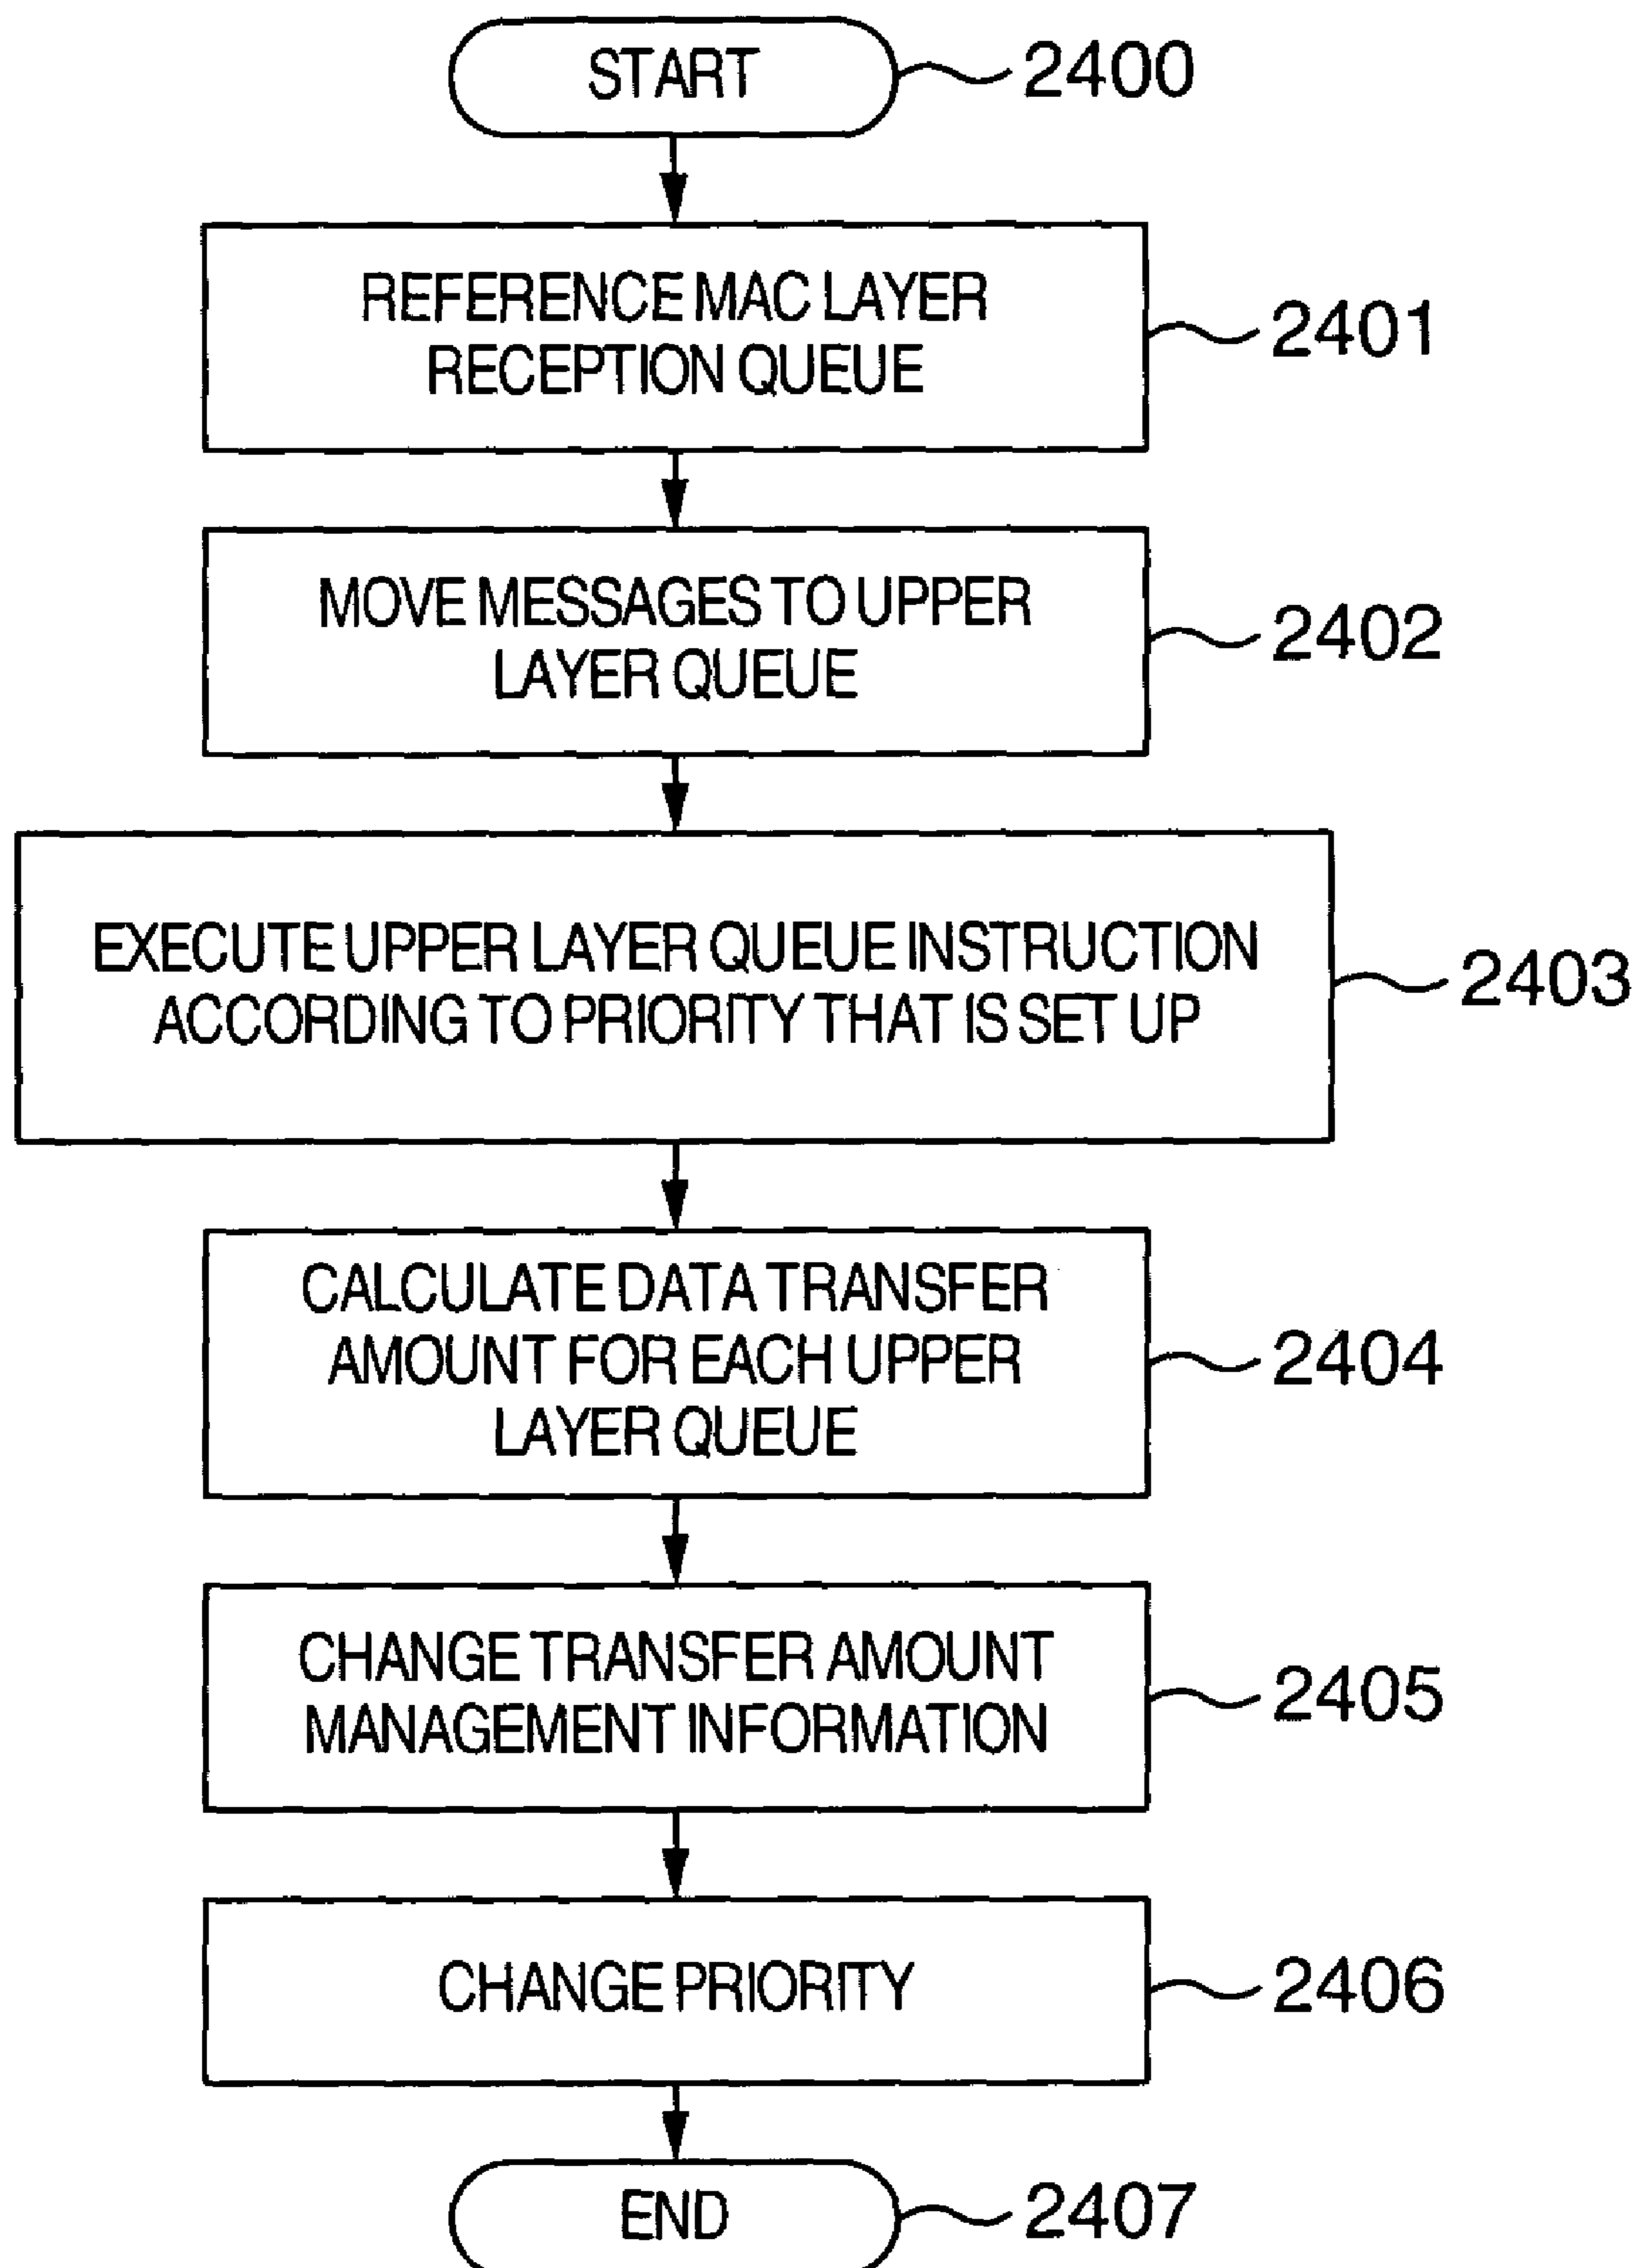 START
2400
REFERENCE MAC LAYER
RECEPTION QUEUE
2401
MOVE MESSAGES TO UPPER
LAYER QUEUE
2402
EXECUTE UPPER LAYER QUEUE INSTRUCTION
ACCORDING TO PRIORITY THAT IS SET UP
2403
CALCULATE DATA TRANSFER
AMOUNT FOR EACH UPPER
LAYER QUEUE
2404
CHANGE TRANSFER AMOUNT
MANAGEMENT INFORMATION
2405
CHANGE PRIORITY
2406
END
2407